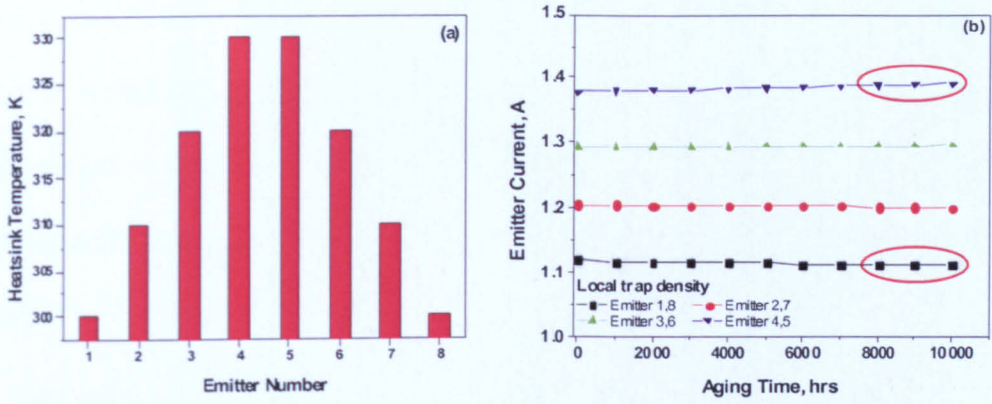 (a)
Heatsink Temperature, K
330
325
320
315
310
305
300
1 2 3 4 5 6 7 8
Emitter Number
(b)
Emitter Current, A
1.5
1.4
1.3
1.2
1.1
1.0
Local trap density
Emitter 1,8 Emitter 2,7
Emitter 3,6 Emitter 4,5
0 2000 4000 6000 8000 10000
Aging Time, hrs